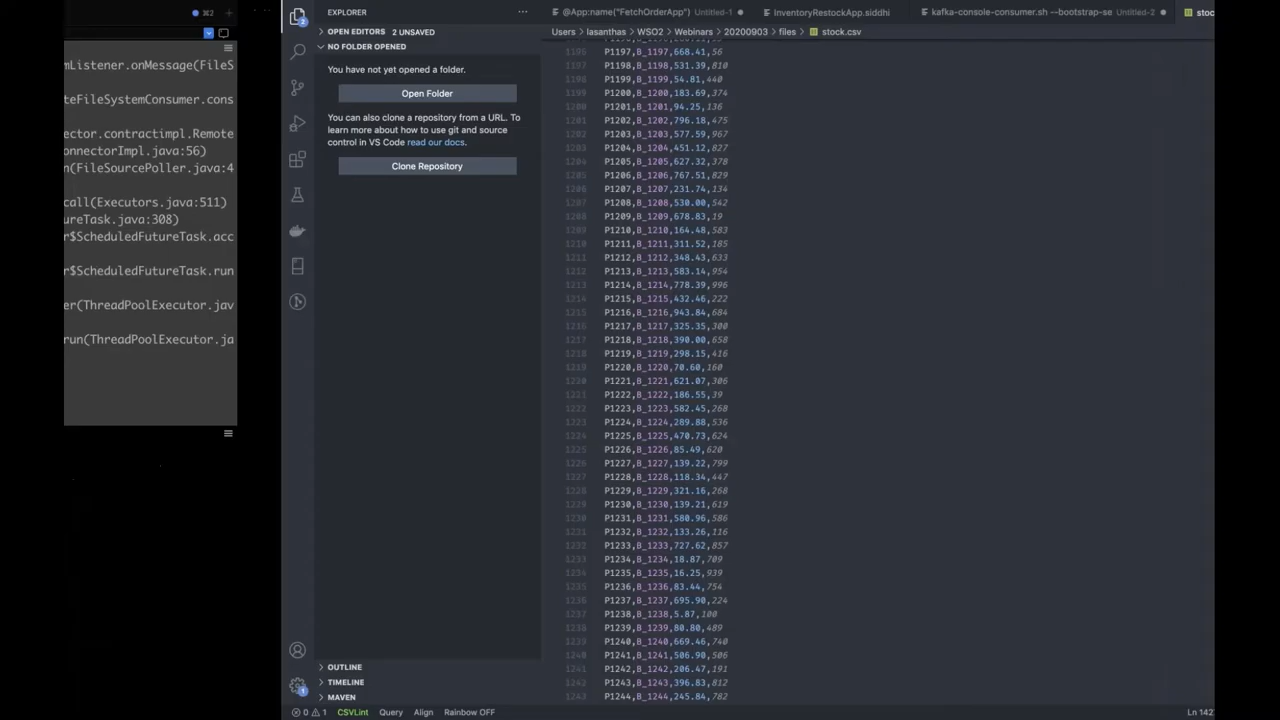 ⌘2
mListener.onMessage(FileS
teFileSystemConsumer.cons
ector.contractimpl.Remote
onnectorImpl.java:56)
n(FileSourcePoller.java:4
call(Executors.java:511)
ureTask.java:308)
r$ScheduledFutureTask.acc
r$ScheduledFutureTask.run
er(ThreadPoolExecutor.jav
run(ThreadPoolExecutor.ja
2
EXPLORER
OPEN EDITORS 2 UNSAVED
NO FOLDER OPENED
You have not yet opened a folder.
Open Folder
You can also clone a repository from a URL. To
learn more about how to use git and source
control in VS Code read our docs.
Clone Repository
OUTLINE
TIMELINE
MAVEN
1
@App:name("FetchOrderApp") Untitled-1
InventoryRestockApp.siddhi
kafka-console-consumer.sh --bootstrap-se Untitled-2
stoc
Users > lasanthas > WSO2 > Webinars > 20200903 > files > stock.csv
1196 P1197,B_1197,668.41,56
1197 P1198,B_1198,531.39,810
1198 P1199,B_1199,54.81,440
1199 P1200,B_1200,183.69,374
1200 P1201,B_1201,94.25,136
1201 P1202,B_1202,796.18,475
1202 P1203,B_1203,577.59,967
1203 P1204,B_1204,451.12,827
1204 P1205,B_1205,627.32,378
1205 P1206,B_1206,767.51,829
1206 P1207,B_1207,231.74,134
1207 P1208,B_1208,530.00,542
1208 P1209,B_1209,678.83,19
1209 P1210,B_1210,164.48,583
1210 P1211,B_1211,311.52,185
1211 P1212,B_1212,348.43,633
1212 P1213,B_1213,583.14,954
1213 P1214,B_1214,778.39,996
1214 P1215,B_1215,432.46,222
1215 P1216,B_1216,943.84,684
1216 P1217,B_1217,325.35,300
1217 P1218,B_1218,390.00,658
1218 P1219,B_1219,298.15,416
1219 P1220,B_1220,70.60,160
1220 P1221,B_1221,621.07,306
1221 P1222,B_1222,186.55,39
1222 P1223,B_1223,582.45,268
1223 P1224,B_1224,289.88,536
1224 P1225,B_1225,470.73,624
1225 P1226,B_1226,85.49,620
1226 P1227,B_1227,139.22,799
1227 P1228,B_1228,118.34,447
1228 P1229,B_1229,321.16,268
1229 P1230,B_1230,139.21,619
1230 P1231,B_1231,580.96,586
1231 P1232,B_1232,133.26,116
1232 P1233,B_1233,727.62,857
1233 P1234,B_1234,18.87,709
1234 P1235,B_1235,16.25,939
1235 P1236,B_1236,83.44,754
1236 P1237,B_1237,695.90,224
1237 P1238,B_1238,5.87,100
1238 P1239,B_1239,80.80,489
1239 P1240,B_1240,669.46,740
1240 P1241,B_1241,506.90,506
1241 P1242,B_1242,206.47,191
1242 P1243,B_1243,396.83,812
1243 P1244,B_1244,245.84,782
0 1 CSVLint Query Align Rainbow OFF
Ln 142